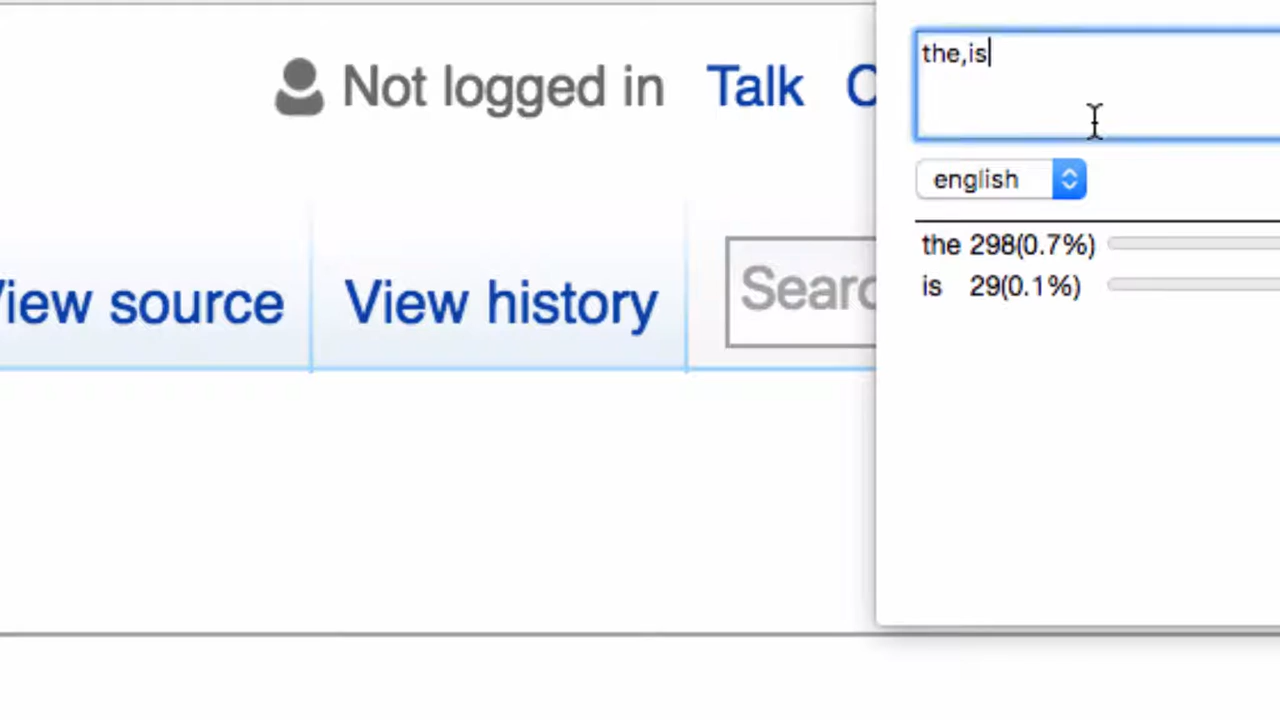 Not logged in Talk
View source View history Searc
the,is
english
the 298(0.7%)
is 29(0.1%)